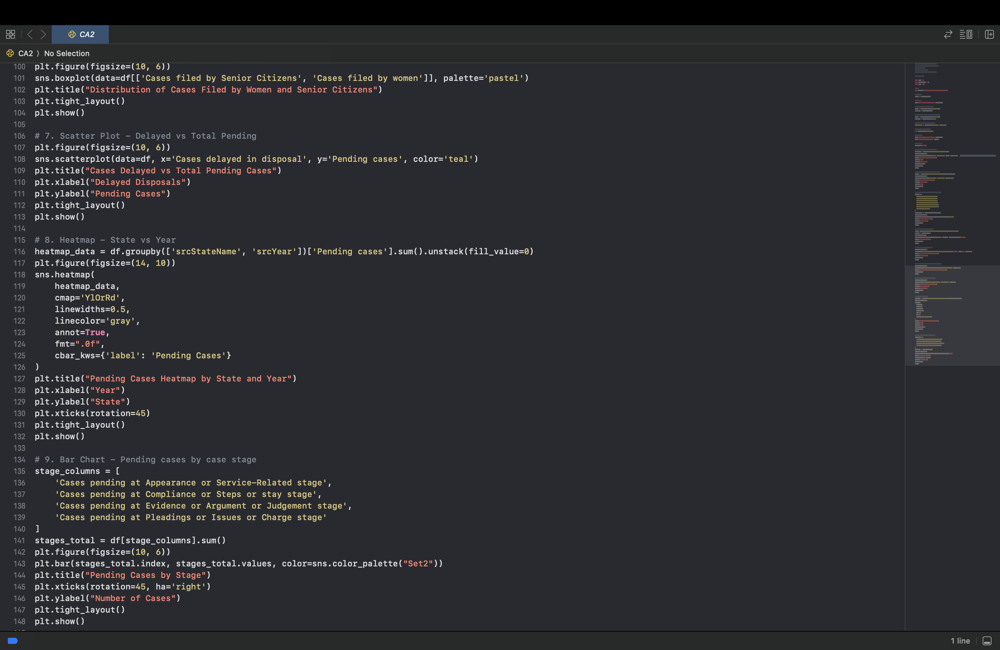 CA2
CA2 ⟩ No Selection
100 plt.figure(figsize=(10, 6))
101 sns.boxplot(data=df[['Cases filed by Senior Citizens', 'Cases filed by women']], palette='pastel')
102 plt.title("Distribution of Cases Filed by Women and Senior Citizens")
103 plt.tight_layout()
104 plt.show()
105
106 # 7. Scatter Plot – Delayed vs Total Pending
107 plt.figure(figsize=(10, 6))
108 sns.scatterplot(data=df, x='Cases delayed in disposal', y='Pending cases', color='teal')
109 plt.title("Cases Delayed vs Total Pending Cases")
110 plt.xlabel("Delayed Disposals")
111 plt.ylabel("Pending Cases")
112 plt.tight_layout()
113 plt.show()
114
115 # 8. Heatmap – State vs Year
116 heatmap_data = df.groupby(['srcStateName', 'srcYear'])['Pending cases'].sum().unstack(fill_value=0)
117 plt.figure(figsize=(14, 10))
118 sns.heatmap(
119     heatmap_data,
120     cmap='YlOrRd',
121     linewidths=0.5,
122     linecolor='gray',
123     annot=True,
124     fmt=".0f",
125     cbar_kws={'label': 'Pending Cases'}
126 )
127 plt.title("Pending Cases Heatmap by State and Year")
128 plt.xlabel("Year")
129 plt.ylabel("State")
130 plt.xticks(rotation=45)
131 plt.tight_layout()
132 plt.show()
133
134 # 9. Bar Chart – Pending cases by case stage
135 stage_columns = [
136     'Cases pending at Appearance or Service-Related stage',
137     'Cases pending at Compliance or Steps or stay stage',
138     'Cases pending at Evidence or Argument or Judgement stage',
139     'Cases pending at Pleadings or Issues or Charge stage'
140 ]
141 stages_total = df[stage_columns].sum()
142 plt.figure(figsize=(10, 6))
143 plt.bar(stages_total.index, stages_total.values, color=sns.color_palette("Set2"))
144 plt.title("Pending Cases by Stage")
145 plt.xticks(rotation=45, ha='right')
146 plt.ylabel("Number of Cases")
147 plt.tight_layout()
148 plt.show()
1 line